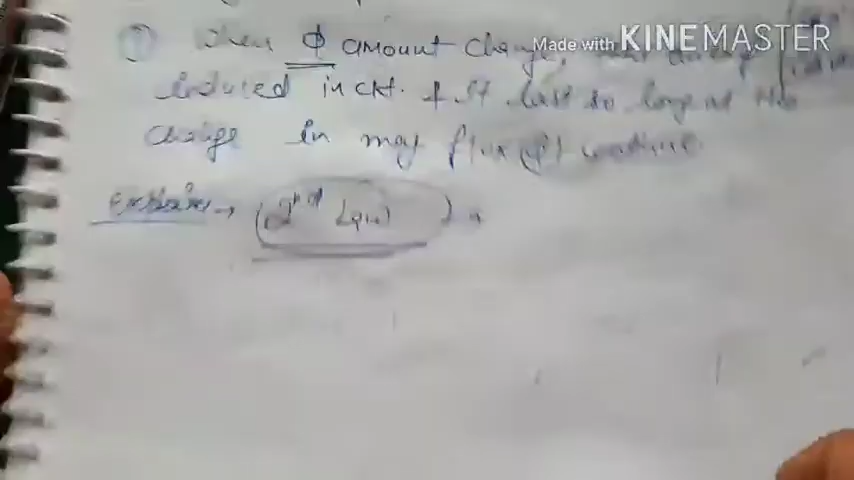 ① When Φ amount change,
Made with KINEMASTER
induced in ckt. & it last so long as the
change in mag flux(φ) continue.
Explain → (2nd Law)